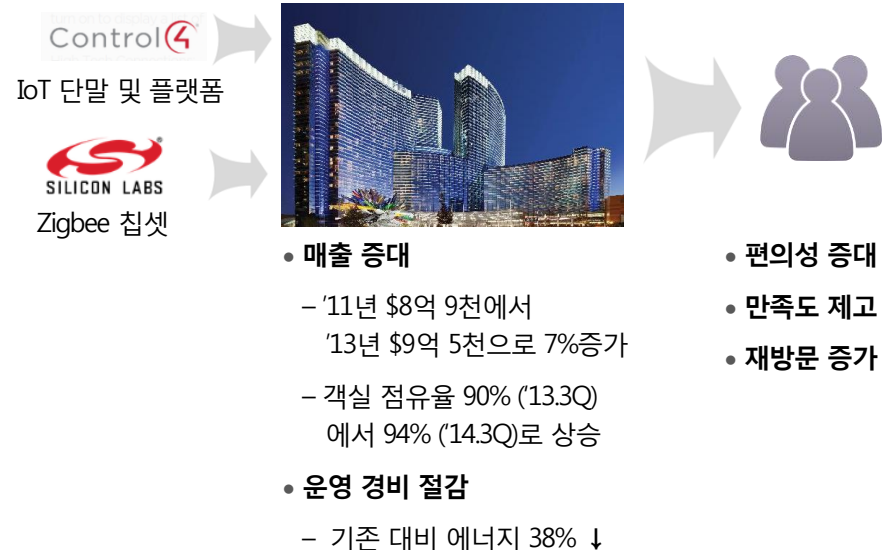 Control4
IoT 단말 및 플랫폼
SILICON LABS
Zigbee 칩셋
• 매출 증대
– '11년 $8억 9천에서
'13년 $9억 5천으로 7%증가
– 객실 점유율 90% ('13.3Q)
에서 94% ('14.3Q)로 상승
• 운영 경비 절감
– 기존 대비 에너지 38% ↓
• 편의성 증대
• 만족도 제고
• 재방문 증가